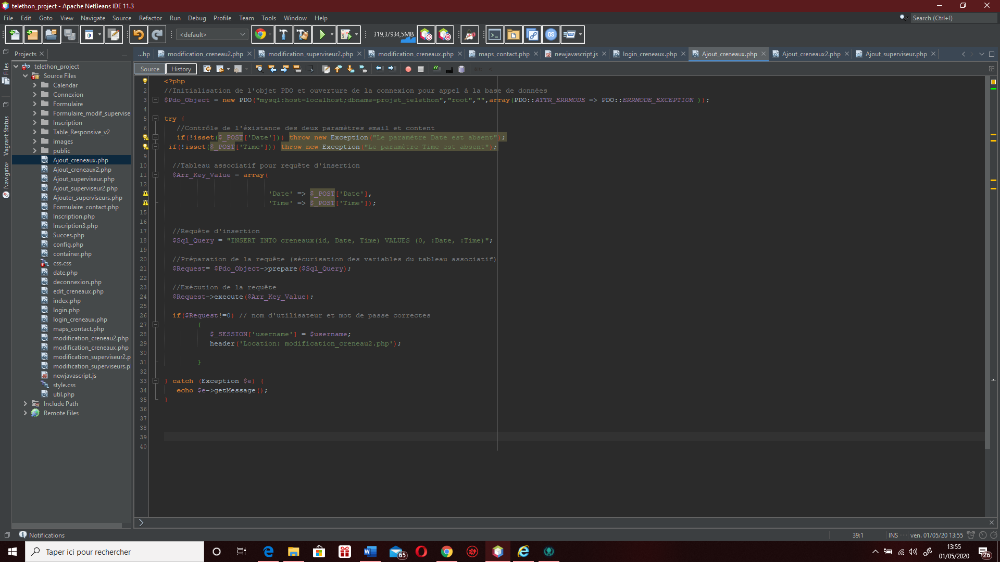 telethon_project - Apache NetBeans IDE 11.3
File Edit Goto View Navigate Source Refactor Run Debug Profile Team Tools Window Help
Search (Ctrl+I)
<default>
319,3/934,5MB
Projects
...hp
modification_creneau2.php
modification_superviseur2.php
modification_creneaux.php
maps_contact.php
newjavascript.js
login_creneaux.php
Ajout_creneaux.php
Ajout_creneaux2.php
Ajout_superviseur.php
Files
Vagrant Status
Navigator
telethon_project
Source Files
Calendar
Connexion
Formulaire
Formulaire_modif_supervise
Inscription
Table_Responsive_v2
images
public
Ajout_creneaux.php
Ajout_creneaux2.php
Ajout_superviseur.php
Ajout_superviseur2.php
Ajouter_superviseurs.php
Formulaire_contact.php
Inscription.php
Inscription3.php
Succes.php
config.php
container.php
css.css
date.php
deconnexion.php
edit_creneaux.php
index.php
login.php
login_creneaux.php
maps_contact.php
modification_creneau2.php
modification_creneaux.php
modification_superviseur2.p
modification_superviseurs.p
newjavascript.js
style.css
util.php
Include Path
Remote Files
Source History
<?php
2 //Initialisation de l'objet PDO et ouverture de la connexion pour appel à la base de données
3 $Pdo_Object = new PDO("mysql:host=localhost;dbname=projet_telethon","root","",array(PDO::ATTR_ERRMODE => PDO::ERRMODE_EXCEPTION ));
4
5 try {
6 //Contrôle de l'éxistance des deux paramètres email et content
if(!isset($_POST['Date'])) throw new Exception("Le paramètre Date est absent");
if(!isset($_POST['Time'])) throw new Exception("Le paramètre Time est absent");
9
10 //Tableau associatif pour requête d'insertion
11 $Arr_Key_Value = array(
12
'Date' => $_POST['Date'],
'Time' => $_POST['Time']);
15
16
17 //Requête d'insertion
18 $Sql_Query = "INSERT INTO creneaux(id, Date, Time) VALUES (0, :Date, :Time)";
19
20 //Préparation de la requête (sécurisation des variables du tableau associatif)
21 $Request= $Pdo_Object->prepare($Sql_Query);
22
23 //Exécution de la requête
24 $Request->execute($Arr_Key_Value);
25
26 if($Request!=0) // nom d'utilisateur et mot de passe correctes
27 {
28 $_SESSION['username'] = $username;
29 header('Location: modification_creneau2.php');
30
31 }
32
33 } catch (Exception $e) {
34 echo $e->getMessage();
35 }
36
37
38
39
40
Notifications
39:1 INS ven. 01/05/20 13:55
Taper ici pour rechercher
65
13:55
01/05/2020
26